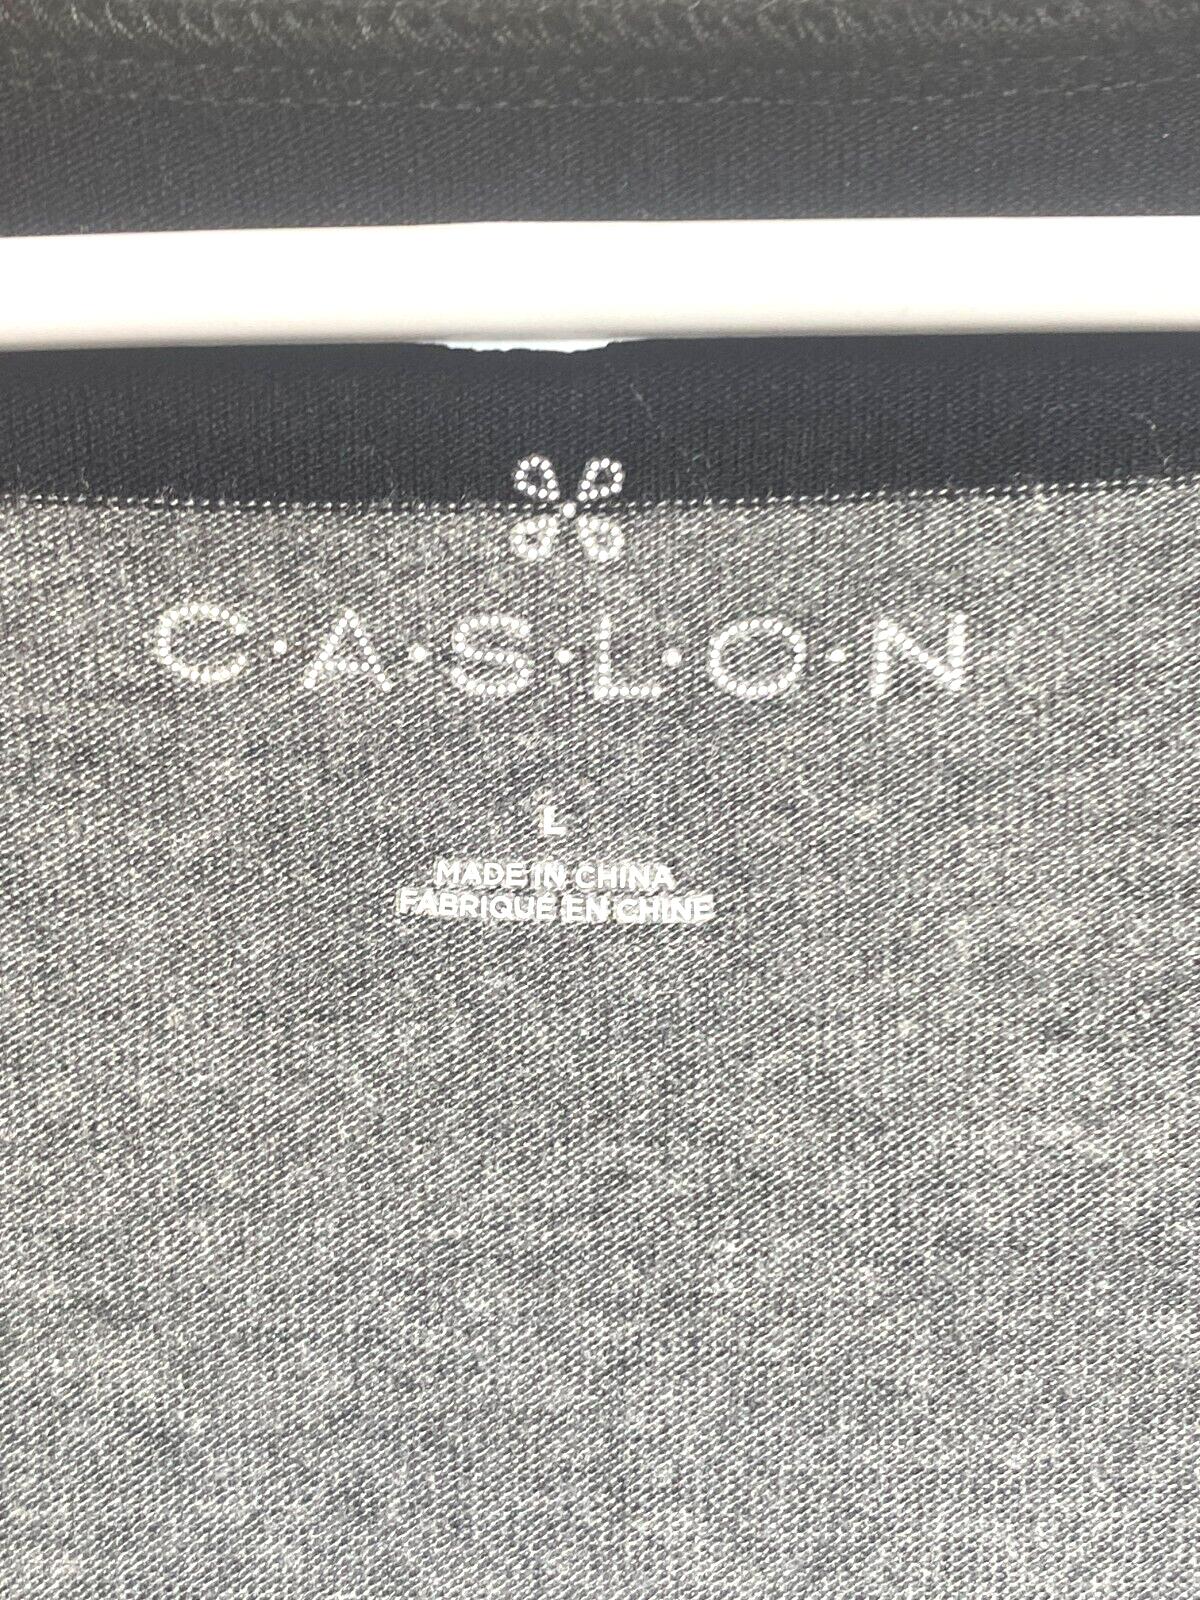 C·A·S·L·O·N
L
MADE IN CHINA
FABRIQUÉ EN CHINE